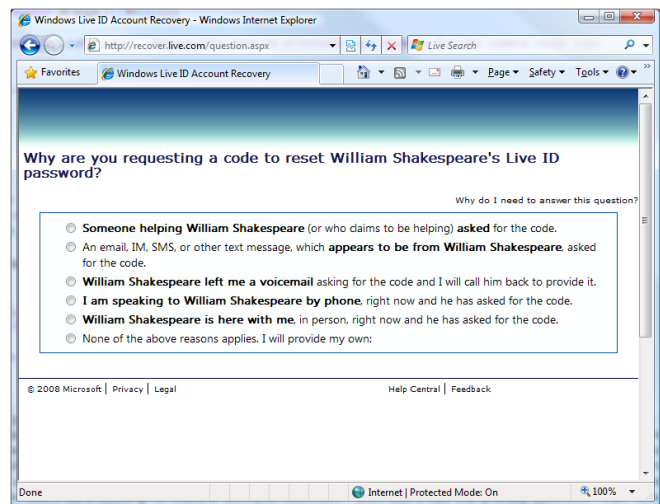 Windows Live ID Account Recovery - Windows Internet Explorer
http://recover.live.com/question.aspx
Live Search
Favorites
Windows Live ID Account Recovery
Page
Safety
Tools
Why are you requesting a code to reset William Shakespeare's Live ID
password?
Why do I need to answer this question?
Someone helping William Shakespeare (or who claims to be helping) asked for the code.
An email, IM, SMS, or other text message, which appears to be from William Shakespeare, asked
for the code.
William Shakespeare left me a voicemail asking for the code and I will call him back to provide it.
I am speaking to William Shakespeare by phone, right now and he has asked for the code.
William Shakespeare is here with me, in person, right now and he has asked for the code.
None of the above reasons applies. I will provide my own:
© 2008 Microsoft | Privacy | Legal
Help Central | Feedback
Done
Internet | Protected Mode: On
100%